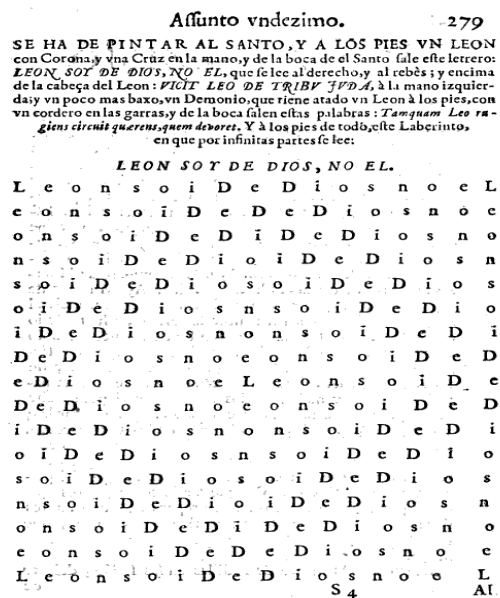 Aſſunto vndezimo. 279
SE HA DE PINTAR AL SANTO, Y A LOS PIES VN LEON
con Corona, y vna Cruz en la mano, y de la boca de el Santo ſale eſte letrero:
LEON SOY DE DIOS, NO EL, que ſe lee al derecho, y al rebès; y encima
de la cabeça del Leon: VICIT LEO DE TRIBV JVDA, à la mano izquier-
da; y vn poco mas baxo, vn Demonio, que tiene atado vn Leon à los pies, con
vn cordero en las garras, y de la boca ſalen eſtas palabras: Tamquam Leo ru-
giens circuit quærens, quem devoret. Y à los pies de todo, eſte Laberinto,
en que por infinitas partes ſe lee:
LEON SOY DE DIOS, NO EL.
L e o n s o i D e D i o s n o e L
e o n s o i D e D e D i o s n o e
o n s o i D e D i D e D i o s n o
n s o i D e D i o i D e D i o s n
s o i D e D i o s o i D e D i o s
o i D e D i o s n s o i D e D i o
i D e D i o s n o n s o i D e D i
D e D i o s n o e o n s o i D e D
e D i o s n o e L e o n s o i D e
D e D i o s n o e o n s o i D e D
i D e D i o s n o n s o i D e D i
o i D e D i o s n s o i D e D i o
s o i D e D i o s o i D e D i o s
n s o i D e D i o i D e D i o s n
o n s o i D e D i D e D i o s n o
e o n s o i D e D e D i o s n o e
L e o n s o i D e D i o s n o e L
S 4 Al